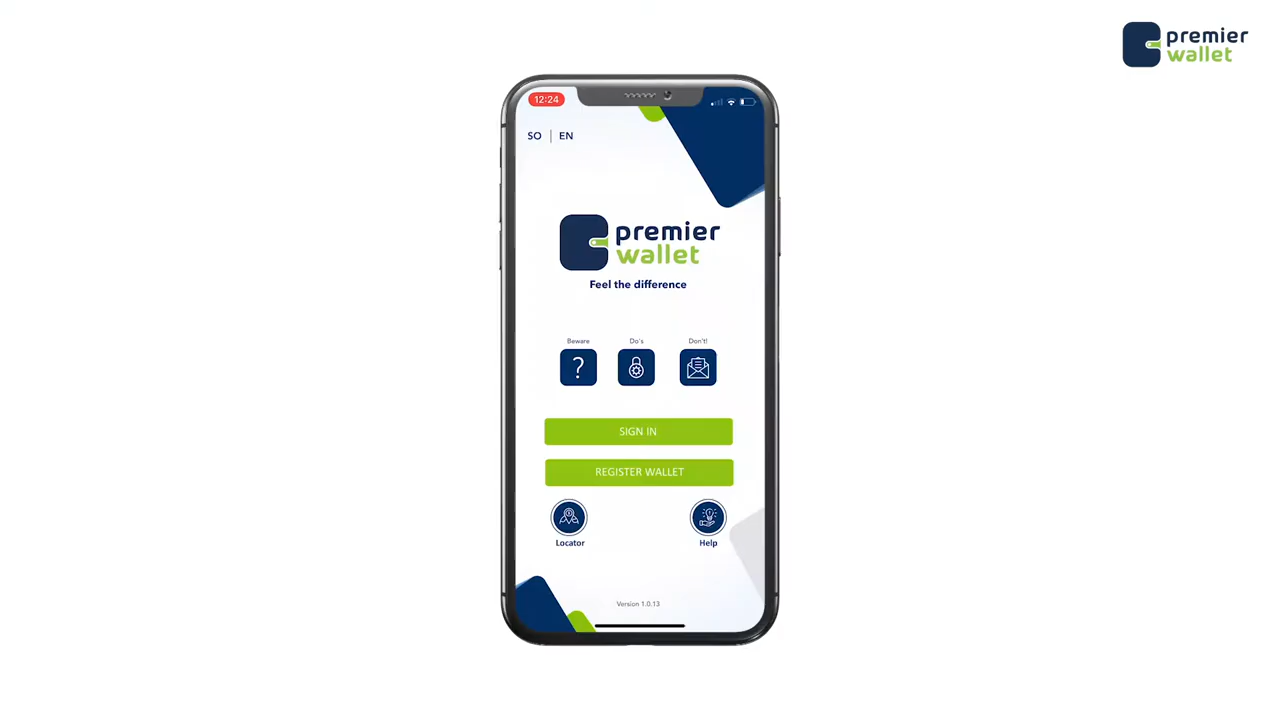 premier
wallet
12:24
SO | EN
premier
wallet
Feel the difference
Beware
Do's
Don't!
?
SIGN IN
REGISTER WALLET
Locator
Help
Version 1.0.13